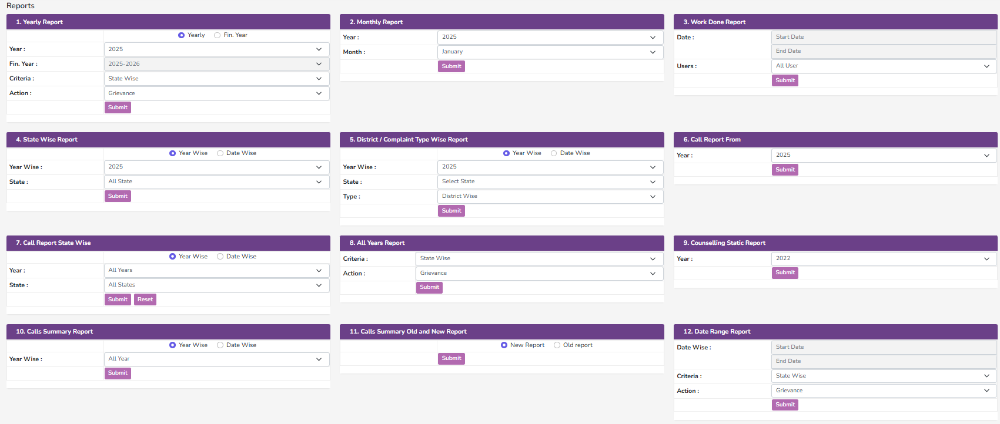 Reports
1. Yearly Report
Yearly Fin. Year
Year : 2025
Fin. Year : 2025-2026
Criteria : State Wise
Action : Grievance
Submit
2. Monthly Report
Year : 2025
Month : January
Submit
3. Work Done Report
Date : Start Date
End Date
Users : All User
Submit
4. State Wise Report
Year Wise Date Wise
Year Wise : 2025
State : All State
Submit
5. District / Complaint Type Wise Report
Year Wise Date Wise
Year Wise : 2025
State : Select State
Type : District Wise
Submit
6. Call Report From
Year : 2025
Submit
7. Call Report State Wise
Year Wise Date Wise
Year : All Years
State : All States
Submit Reset
8. All Years Report
Criteria : State Wise
Action : Grievance
Submit
9. Counselling Static Report
Year : 2022
Submit
10. Calls Summary Report
Year Wise Date Wise
Year Wise : All Year
Submit
11. Calls Summary Old and New Report
New Report Old report
Submit
12. Date Range Report
Date Wise : Start Date
End Date
Criteria : State Wise
Action : Grievance
Submit